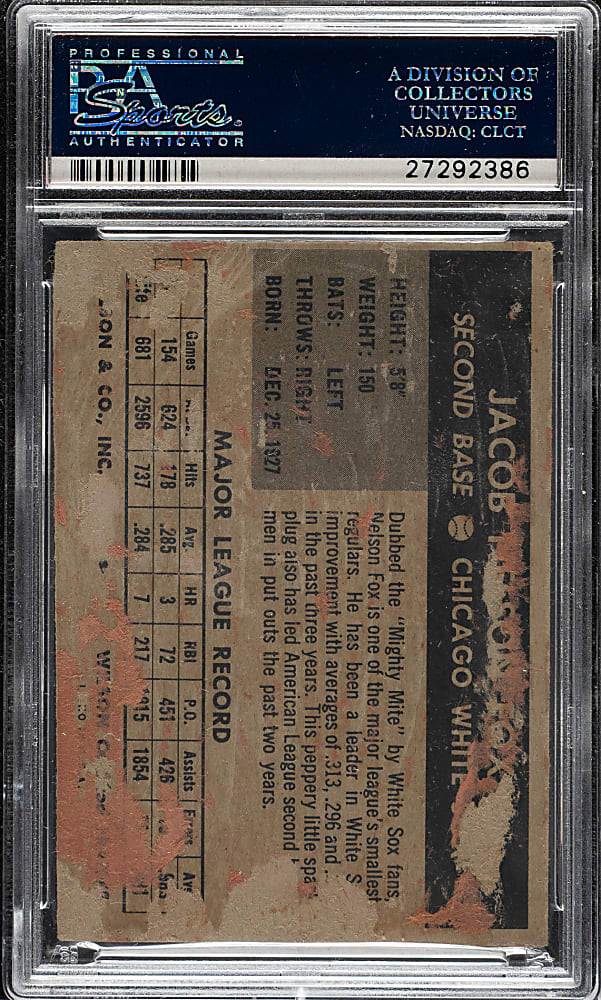 PROFESSIONAL
PSA
Sports
AUTHENTICATOR
A DIVISION OF
COLLECTORS
UNIVERSE
NASDAQ: CLCT
27292386
JACOB
SECOND BASE CHICAGO WHITE
HEIGHT: 5'8"
WEIGHT: 150
BATS: LEFT
THROWS: RIGHT
BORN: DEC. 25, 1927
Dubbed the "Mighty Mite" by White Sox fans,
Nelson Fox is one of the major league's smallest
regulars. He has been a leader in White S
improvement with averages of .313, .296 and
in the past three years. This peppery little spa
plug also has led American League second
men in put outs the past two years.
MAJOR LEAGUE RECORD
Games Hits Avg. HR RBI P.O. Assists Errors Ave
154 624 178 .285 3 72 451 426
681 2596 737 .284 7 217 1854
& CO., INC. WILSON